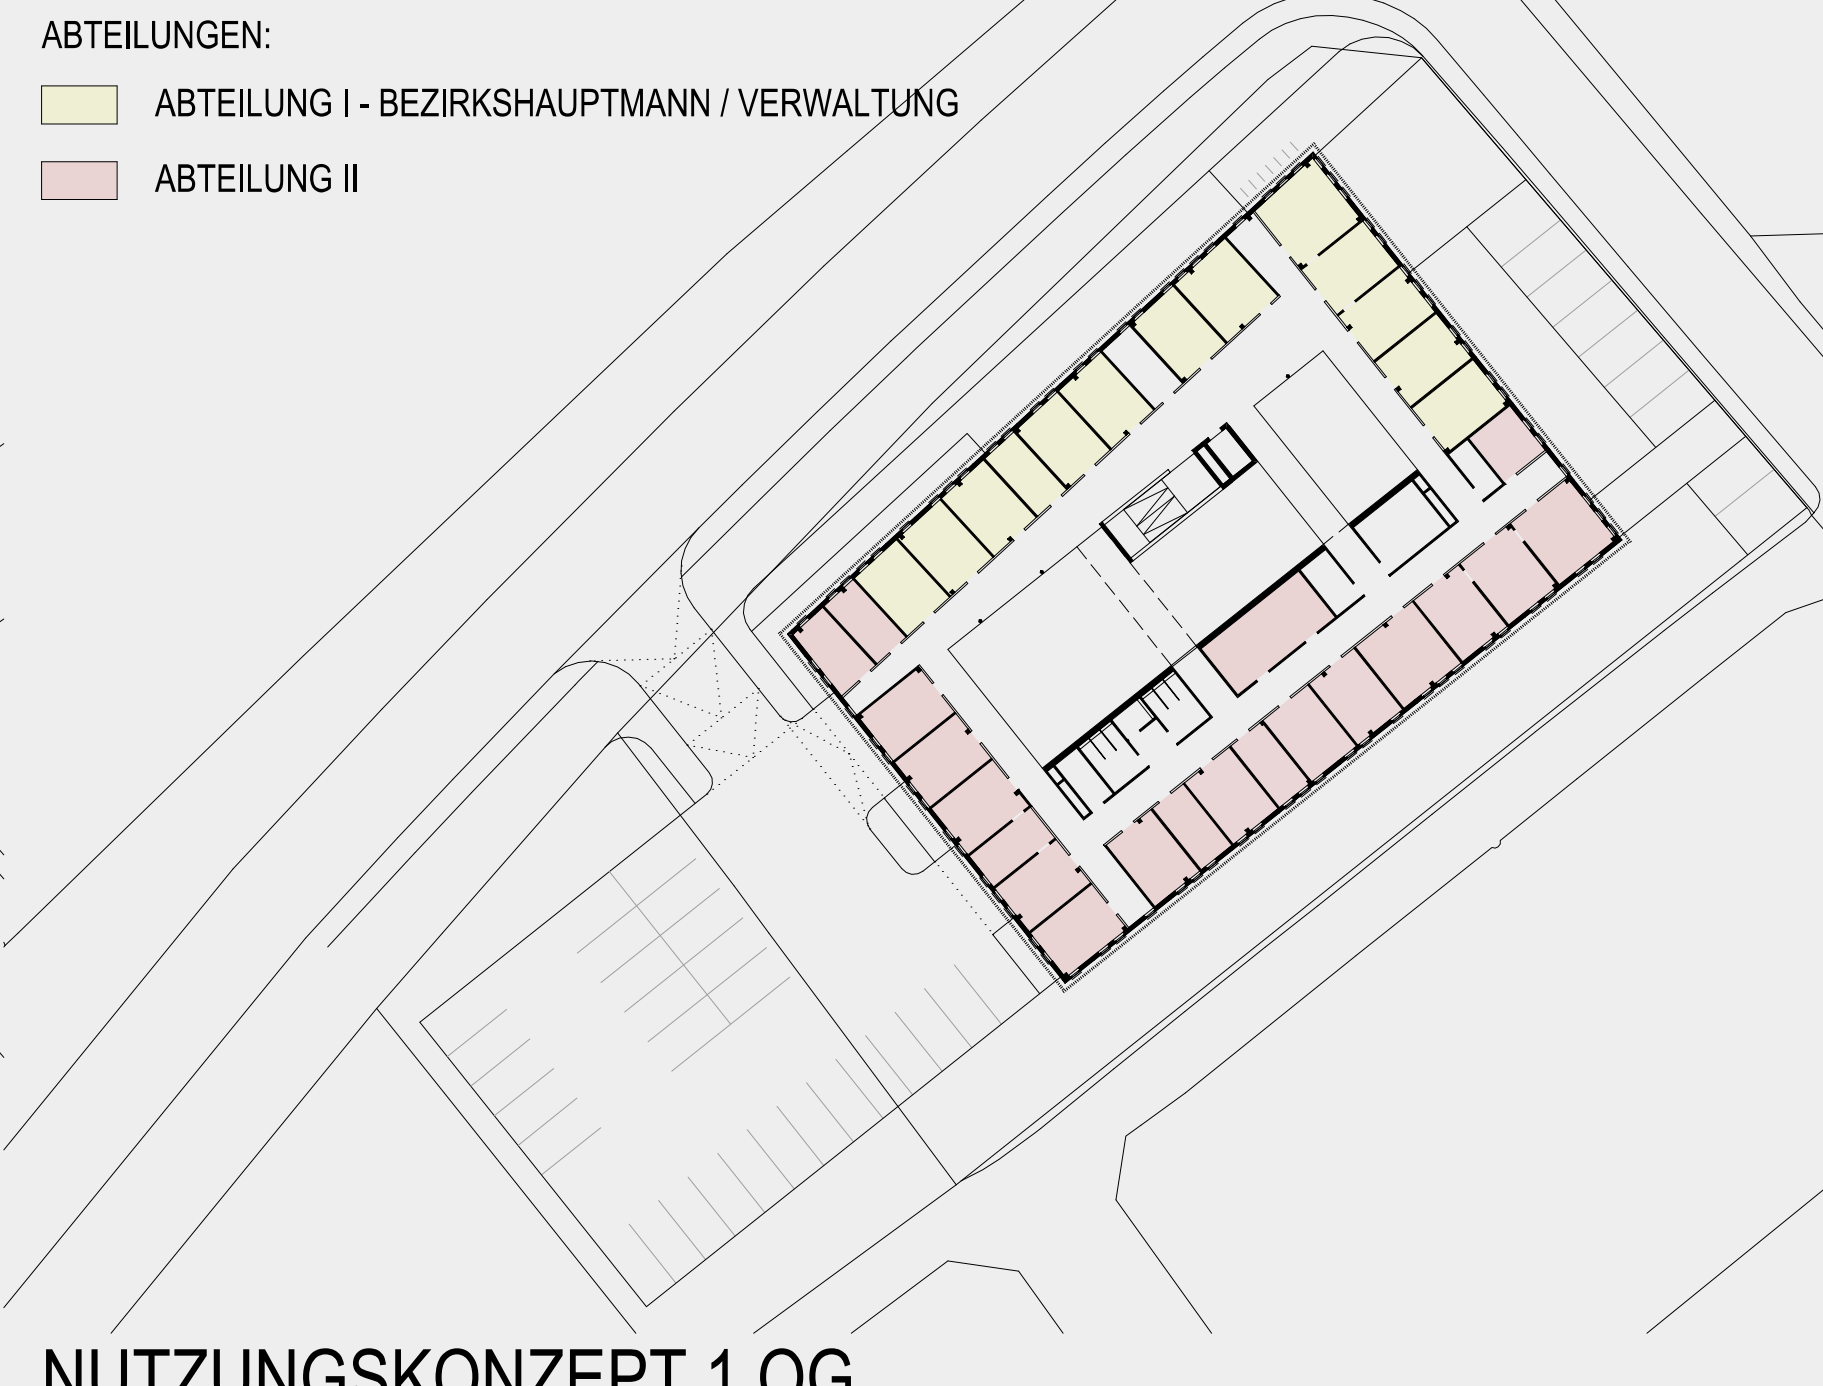 ABTEILUNGEN:
ABTEILUNG I - BEZIRKSHAUPTMANN / VERWALTUNG
ABTEILUNG II
NUTZUNGSKONZEPT 1.OG